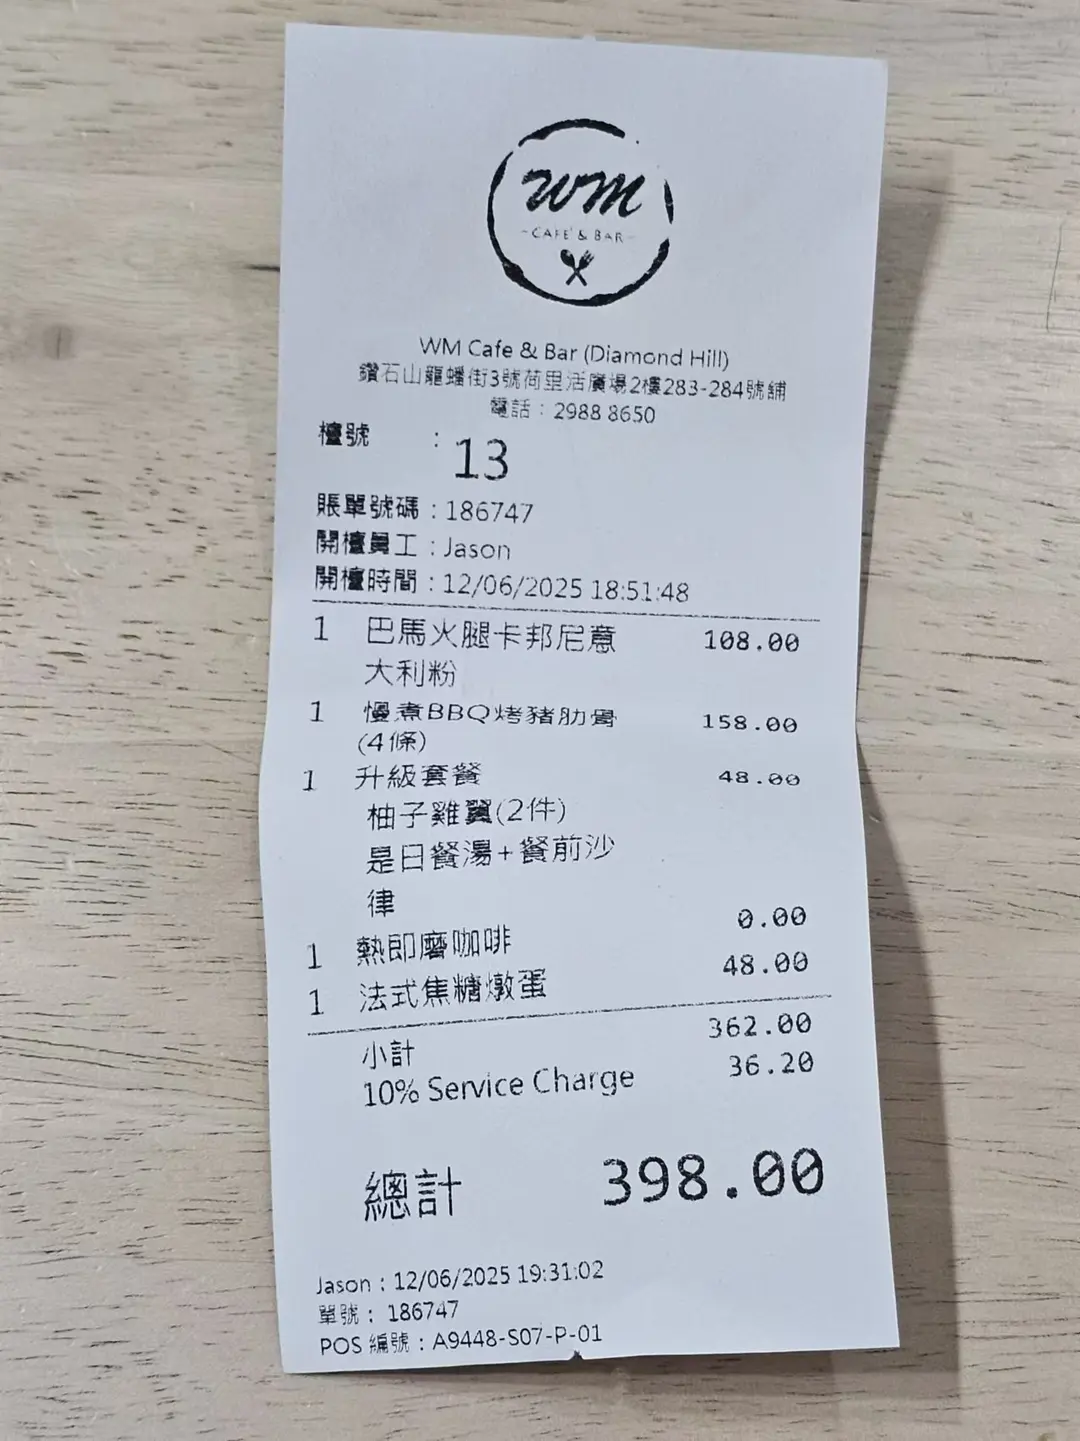 WM
CAFE & BAR
WM Cafe & Bar (Diamond Hill)
鑽石山龍蟠街3號荷里活廣場2樓283-284號舖
電話：2988 8650
檯號 : 13
賬單號碼 : 186747
開檯員工 : Jason
開檯時間 : 12/06/2025 18:51:48
1 巴馬火腿卡邦尼意 108.00
大利粉
1 慢煮BBQ烤豬肋骨 158.00
(4條)
1 升級套餐 48.00
柚子雞翼(2件)
是日餐湯+餐前沙
律
1 熱即磨咖啡 0.00
1 法式焦糖燉蛋 48.00
小計 362.00
10% Service Charge 36.20
總計 398.00
Jason : 12/06/2025 19:31:02
單號 : 186747
POS 編號 : A9448-S07-P-01